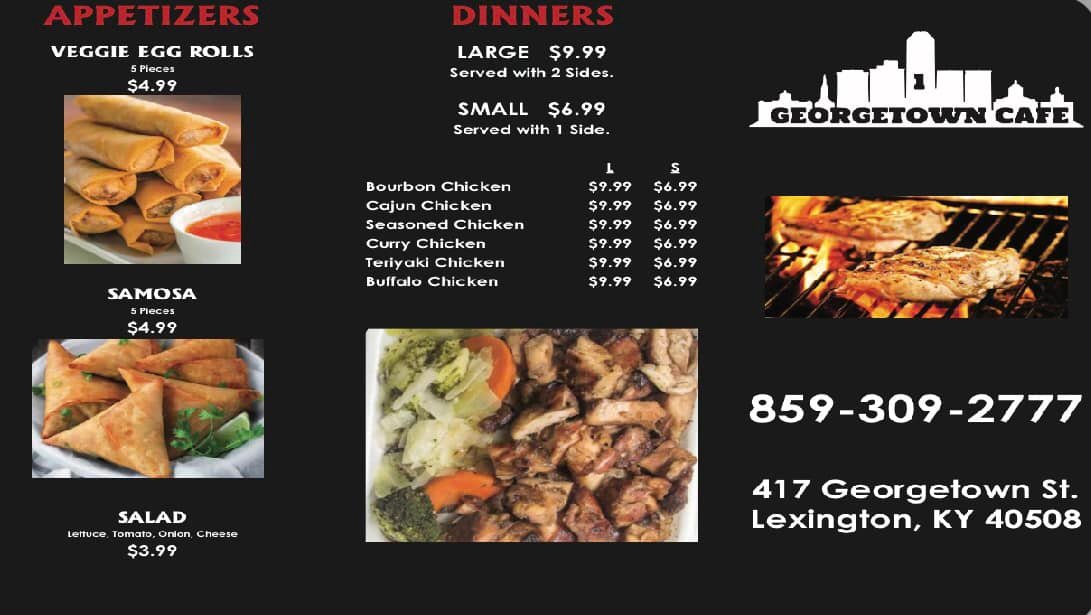 APPETIZERS
VEGGIE EGG ROLLS
5 Pieces
$4.99
SAMOSA
5 Pieces
$4.99
SALAD
Lettuce, Tomato, Onion, Cheese
$3.99
DINNERS
LARGE $9.99
Served with 2 Sides.
SMALL $6.99
Served with 1 Side.
L S
Bourbon Chicken $9.99 $6.99
Cajun Chicken $9.99 $6.99
Seasoned Chicken $9.99 $6.99
Curry Chicken $9.99 $6.99
Teriyaki Chicken $9.99 $6.99
Buffalo Chicken $9.99 $6.99
1
GEORGETOWN CAFE
859-309-2777
417 Georgetown St.
Lexington, KY 40508